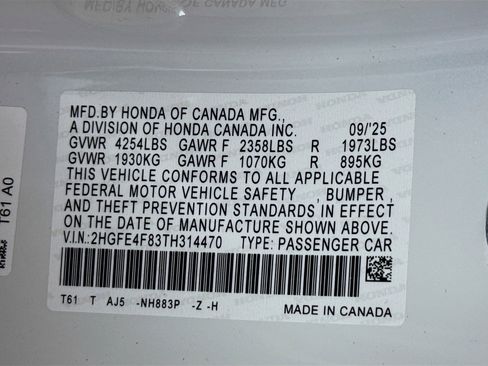 MFD.BY HONDA OF CANADA MFG.,
A DIVISION OF HONDA CANADA INC. 09/'25
GVWR 4254LBS GAWR F 2358LBS R 1973LBS
GVWR 1930KG GAWR F 1070KG R 895KG
THIS VEHICLE CONFORMS TO ALL APPLICABLE
FEDERAL MOTOR VEHICLE SAFETY , BUMPER ,
AND THEFT PREVENTION STANDARDS IN EFFECT
ON THE DATE OF MANUFACTURE SHOWN ABOVE.
V.I.N.:2HGFE4F83TH314470 TYPE: PASSENGER CAR
T61 T AJ5 -NH883P -Z -H
MADE IN CANADA
T61 A0